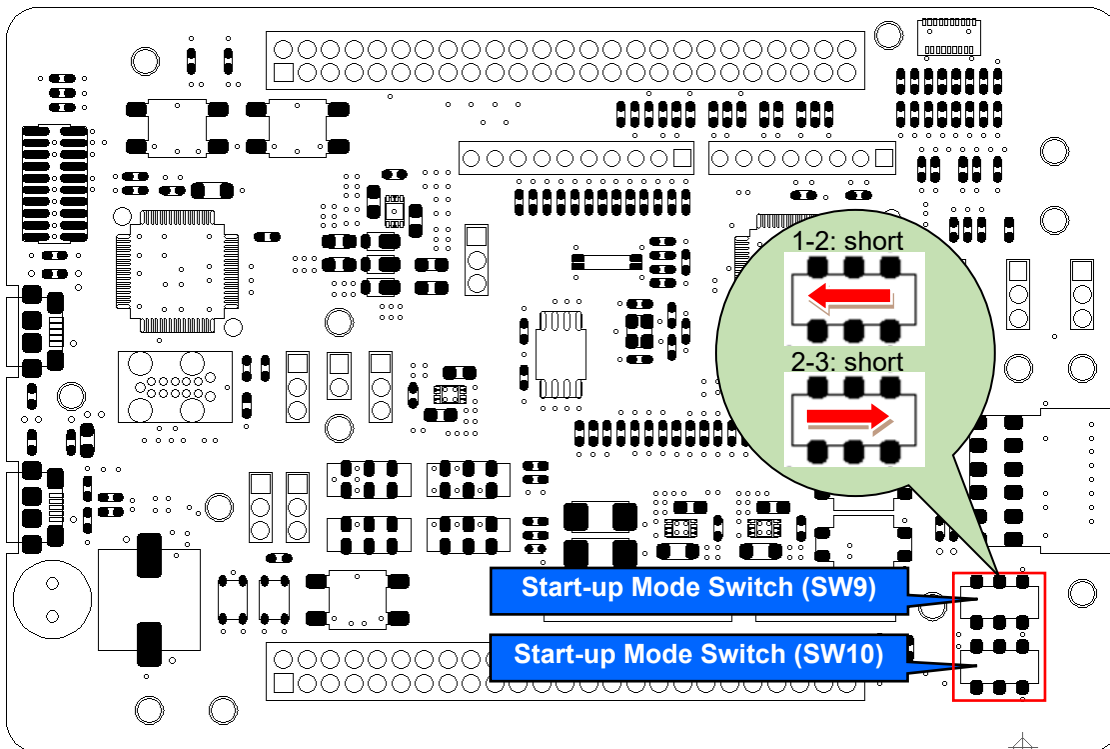 1-2: short
2-3: short
Start-up Mode Switch (SW9)
Start-up Mode Switch (SW10)